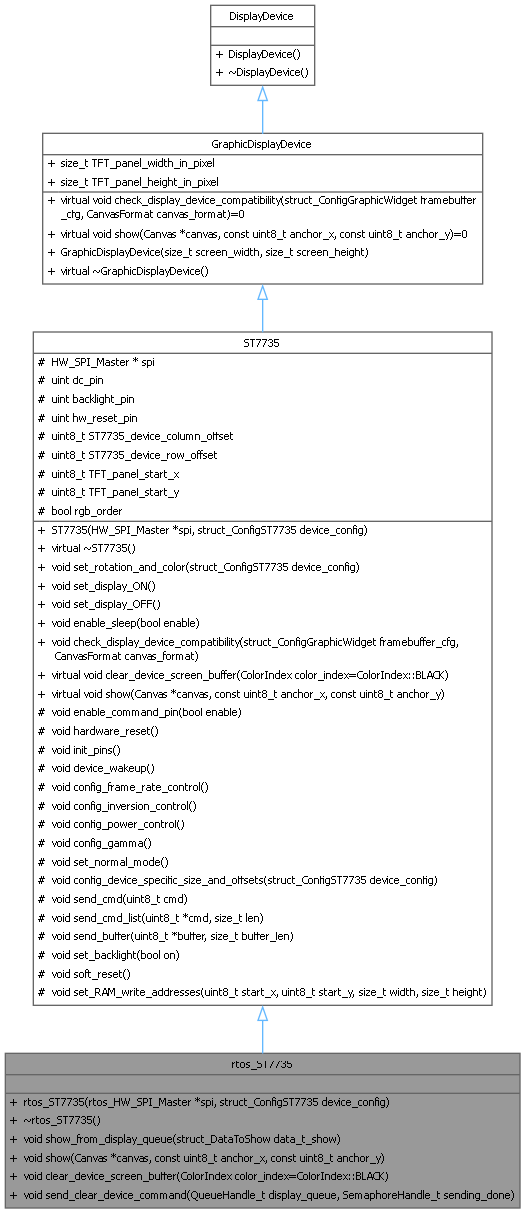 DisplayDevice
+ DisplayDevice()
+ ~DisplayDevice()
GraphicDisplayDevice
+ size_t TFT_panel_width_in_pixel
+ size_t TFT_panel_height_in_pixel
+ virtual void check_display_device_compatibility(struct_ConfigGraphicWidget framebuffer
_cfg, CanvasFormat canvas_format)=0
+ virtual void show(Canvas *canvas, const uint8_t anchor_x, const uint8_t anchor_y)=0
+ GraphicDisplayDevice(size_t screen_width, size_t screen_height)
+ virtual ~GraphicDisplayDevice()
ST7735
# HW_SPI_Master * spi
# uint dc_pin
# uint backlight_pin
# uint hw_reset_pin
# uint8_t ST7735_device_column_offset
# uint8_t ST7735_device_row_offset
# uint8_t TFT_panel_start_x
# uint8_t TFT_panel_start_y
# bool rgb_order
+ ST7735(HW_SPI_Master *spi, struct_ConfigST7735 device_config)
+ virtual ~ST7735()
+ void set_rotation_and_color(struct_ConfigST7735 device_config)
+ void set_display_ON()
+ void set_display_OFF()
+ void enable_sleep(bool enable)
+ void check_display_device_compatibility(struct_ConfigGraphicWidget framebuffer_cfg,
CanvasFormat canvas_format)
+ virtual void clear_device_screen_buffer(ColorIndex color_index=ColorIndex::BLACK)
+ virtual void show(Canvas *canvas, const uint8_t anchor_x, const uint8_t anchor_y)
# void enable_command_pin(bool enable)
# void hardware_reset()
# void init_pins()
# void device_wakeup()
# void config_frame_rate_control()
# void config_inversion_control()
# void config_power_control()
# void config_gamma()
# void set_normal_mode()
# void config_device_specific_size_and_offsets(struct_ConfigST7735 device_config)
# void send_cmd(uint8_t cmd)
# void send_cmd_list(uint8_t *cmd, size_t len)
# void send_buffer(uint8_t *buffer, size_t buffer_len)
# void set_backlight(bool on)
# void soft_reset()
# void set_RAM_write_addresses(uint8_t start_x, uint8_t start_y, size_t width, size_t height)
rtos_ST7735
+ rtos_ST7735(rtos_HW_SPI_Master *spi, struct_ConfigST7735 device_config)
+ ~rtos_ST7735()
+ void show_from_display_queue(struct_DataToShow data_t_show)
+ void show(Canvas *canvas, const uint8_t anchor_x, const uint8_t anchor_y)
+ void clear_device_screen_buffer(ColorIndex color_index=ColorIndex::BLACK)
+ void send_clear_device_command(QueueHandle_t display_queue, SemaphoreHandle_t sending_done)